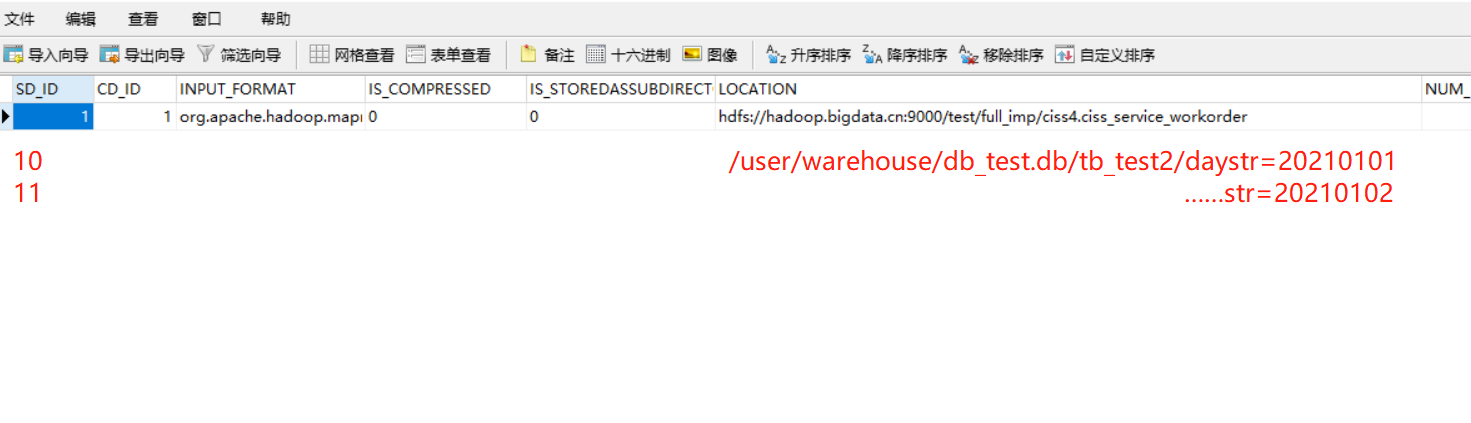 文件 编辑 查看 窗口 帮助
导入向导 导出向导 筛选向导 网格查看 表单查看 备注 十六进制 图像 升序排序 降序排序 移除排序 自定义排序
SD_ID CD_ID INPUT_FORMAT IS_COMPRESSED IS_STOREDASSUBDIRECT LOCATION NUM_
1 1 org.apache.hadoop.mapr 0 0 hdfs://hadoop.bigdata.cn:9000/test/full_imp/ciss4.ciss_service_workorder
10 /user/warehouse/db_test.db/tb_test2/daystr=20210101
11 ......str=20210102